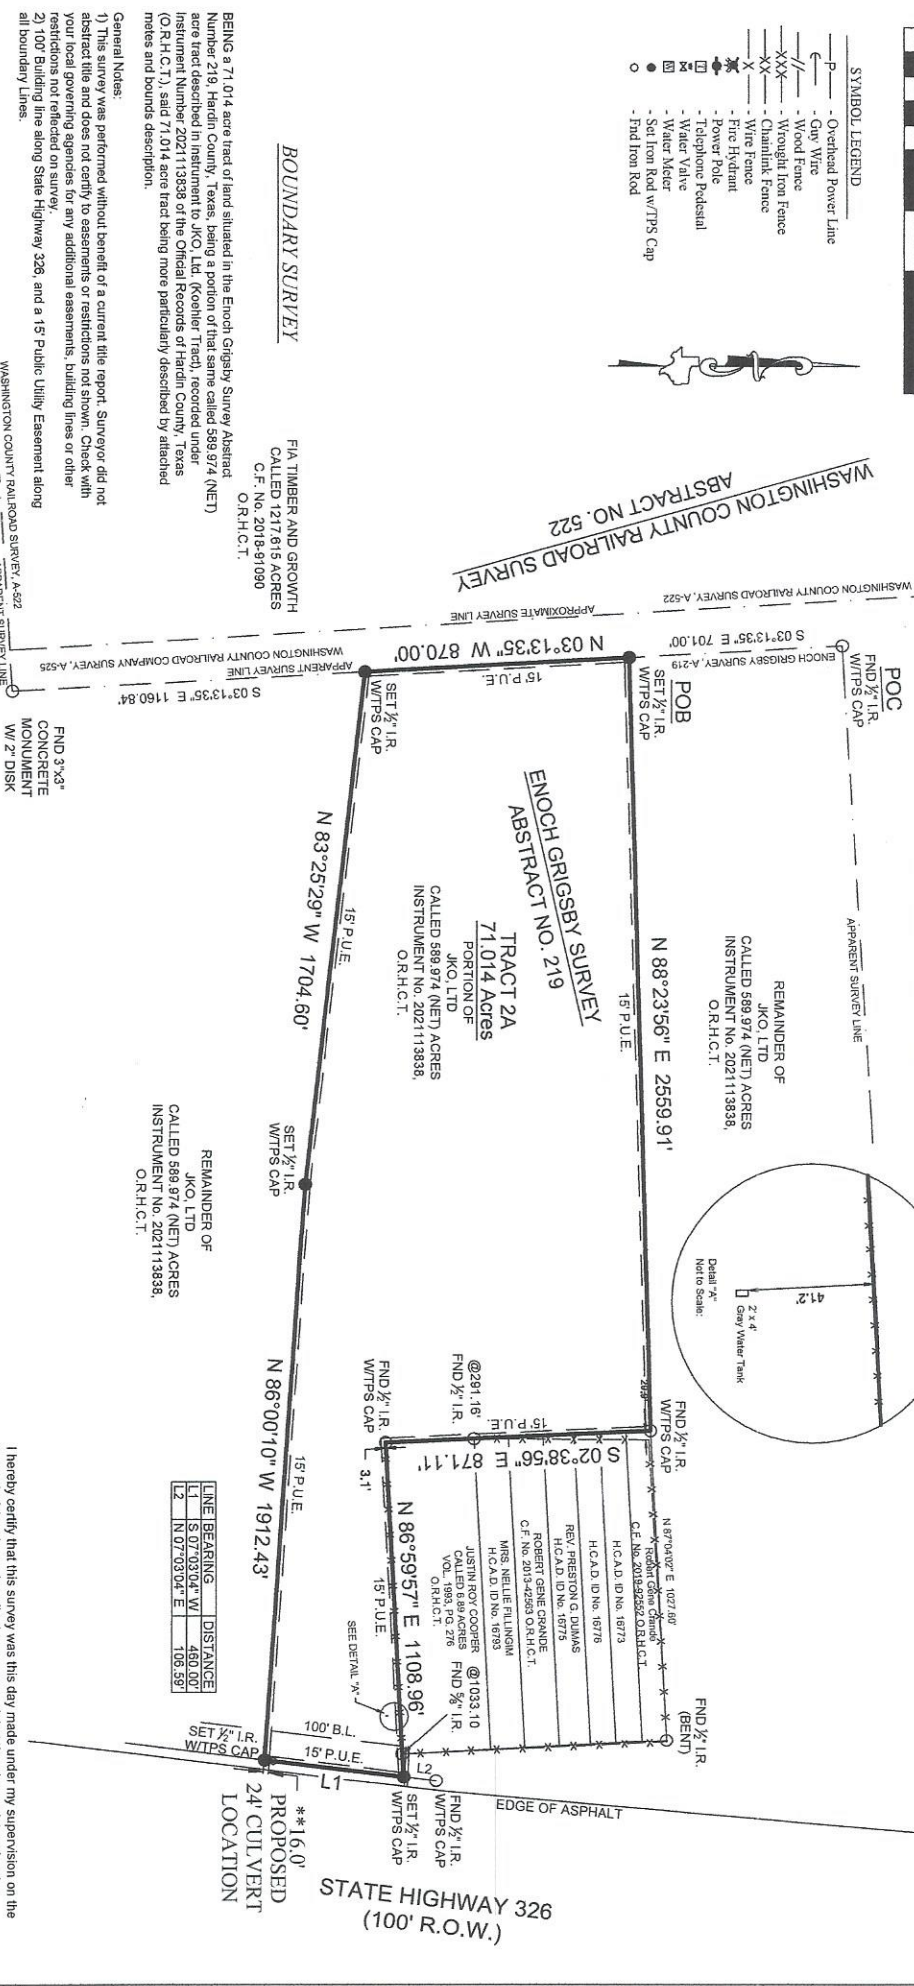 SYMBOL LEGEND
P - Overhead Power Line
- Guy Wire
// - Wood Fence
XXX - Wrought Iron Fence
XX - Chainlink Fence
X - Wire Fence
- Fire Hydrant
- Power Pole
T - Telephone Pedestal
- Water Valve
W - Water Meter
- Set Iron Rod w/TPS Cap
- Fnd Iron Rod
BOUNDARY SURVEY
BEING a 71.014 acre tract of land situated in the Enoch Grigsby Survey Abstract
Number 219, Hardin County, Texas, being a portion of that same called 589.974 (NET)
acre tract described in instrument to JKO, Ltd. (Koehler Tract), recorded under
Instrument Number 2021113838 of the Official Records of Hardin County, Texas
(O.R.H.C.T.), said 71.014 acre tract being more particularly described by attached
metes and bounds description.
General Notes:
1) This survey was performed without benefit of a current title report. Surveyor did not
abstract title and does not certify to easements or restrictions not shown. Check with
your local governing agencies for any additional easements, building lines or other
restrictions not reflected on survey.
2) 100' Building line along State Highway 326, and a 15' Public Utility Easement along
all boundary Lines.
WASHINGTON COUNTY RAILROAD SURVEY
ABSTRACT NO. 522
FIA TIMBER AND GROWTH
CALLED 1217.615 ACRES
C.F. No. 2018-91090
O.R.H.C.T.
WASHINGTON COUNTY RAILROAD SURVEY, A-522
APPROXIMATE SURVEY LINE
WASHINGTON COUNTY RAILROAD COMPANY SURVEY, A-525
APPARENT SURVEY LINE
WASHINGTON COUNTY RAILROAD SURVEY, A-522
APPARENT SURVEY LINE
S 03°13'35" E 701.00'
ENOCH GRIGSBY SURVEY, A-219
POC
FND ½" I.R.
W/TPS CAP
POB
SET ½" I.R.
W/TPS CAP
N 03°13'35" W 870.00'
15' P.U.E.
SET ½" I.R.
W/TPS CAP
S 03°13'35" E 1160.84'
FND 3"x3"
CONCRETE
MONUMENT
W/ 2" DISK
APPARENT SURVEY LINE
REMAINDER OF
JKO, LTD
CALLED 589.974 (NET) ACRES
INSTRUMENT No. 2021113838,
O.R.H.C.T.
N 88°23'56" E 2559.91'
15' P.U.E.
ENOCH GRIGSBY SURVEY
ABSTRACT NO. 219
TRACT 2A
71.014 Acres
PORTION OF
JKO, LTD
CALLED 589.974 (NET) ACRES
INSTRUMENT No. 2021113838,
O.R.H.C.T.
15' P.U.E.
N 83°25'29" W 1704.60'
SET ½" I.R.
W/TPS CAP
REMAINDER OF
JKO, LTD
CALLED 589.974 (NET) ACRES
INSTRUMENT No. 2021113838,
O.R.H.C.T.
41.2'
2' x 4'
Gray Water Tank
Detail "A"
Not to Scale:
FND ½" I.R.
W/TPS CAP
@291.16'
FND ½" I.R.
15' P.U.E.
S 02°38'56" E 871.11'
FND ½" I.R.
W/TPS CAP
3.1'
N 87°04'02" E 1027.60'
Robert Gene Crande
C.F. No. 2019-92552 O.R.H.C.T.
H.C.A.D. ID No. 16773
H.C.A.D. ID No. 16776
REV. PRESTON G. DUMAS
H.C.A.D. ID No. 16775
ROBERT GENE CRANDE
C.F. No. 2013-42563 O.R.H.C.T.
MRS. NELLIE FILLINGIM
H.C.A.D. ID No. 16793
JUSTIN ROY COOPER
CALLED 8.89 ACRES
VOL. 1993, PG. 276
O.R.H.C.T.
@1033.10
FND ⅝" I.R.
N 86°59'57" E 1108.96'
15' P.U.E.
SEE DETAIL "A"
FND ½" I.R.
(BENT)
15' P.U.E.
N 86°00'10" W 1912.43'
LINE BEARING DISTANCE
L1 S 07°03'04" W 460.00'
L2 N 07°03'04" E 106.59'
100' B.L.
15' P.U.E.
L1
L2
SET ½" I.R.
W/TPS CAP
FND ½" I.R.
W/TPS CAP
SET ½" I.R.
W/TPS CAP
EDGE OF ASPHALT
**16.0'
PROPOSED
24' CULVERT
LOCATION
STATE HIGHWAY 326
(100' R.O.W.)
I hereby certify that this survey was this day made under my supervision on the